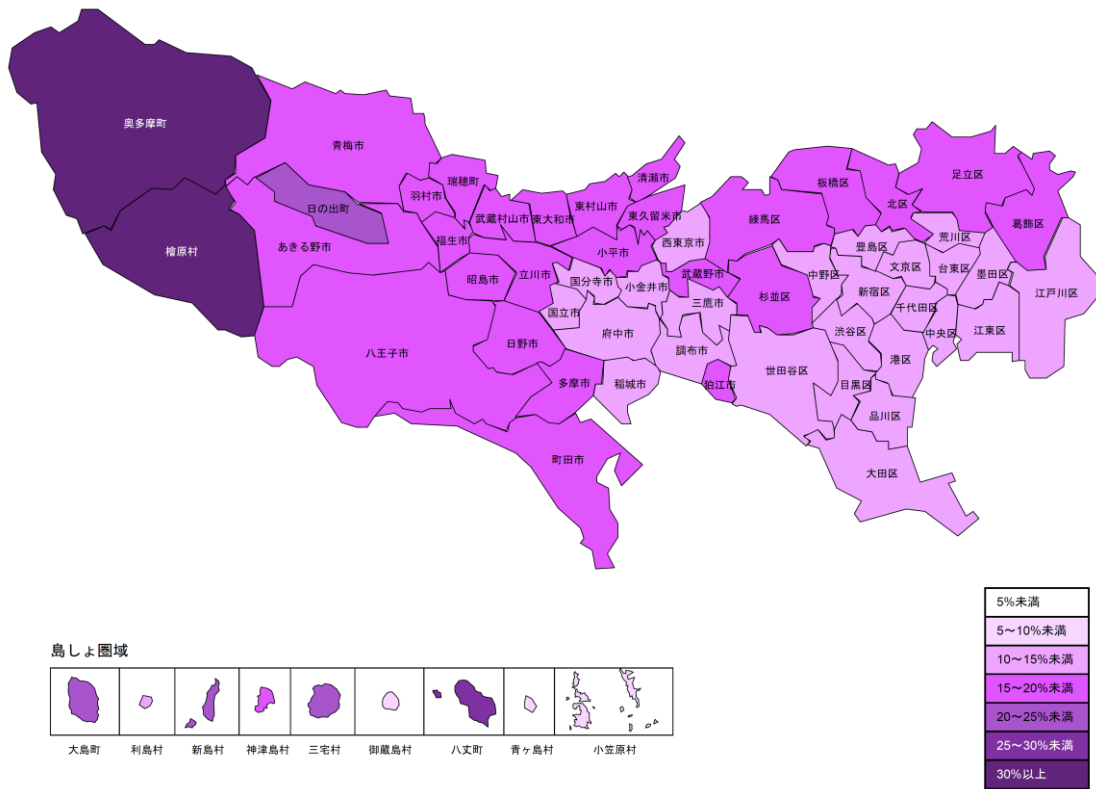 奥多摩町
檜原村
青梅市
日の出町
あきる野市
羽村市
瑞穂町
福生市
武蔵村山市
東大和市
東村山市
清瀬市
東久留米市
小平市
西東京市
昭島市
立川市
国分寺市
小金井市
武蔵野市
三鷹市
国立市
府中市
調布市
狛江市
八王子市
日野市
多摩市
稲城市
町田市
練馬区
板橋区
北区
足立区
葛飾区
荒川区
豊島区
文京区
台東区
墨田区
江戸川区
中野区
杉並区
新宿区
千代田区
中央区
江東区
渋谷区
港区
世田谷区
目黒区
品川区
大田区
島しょ圏域
大島町
利島村
新島村
神津島村
三宅村
御蔵島村
八丈町
青ヶ島村
小笠原村
5%未満
5〜10%未満
10〜15%未満
15〜20%未満
20〜25%未満
25〜30%未満
30%以上